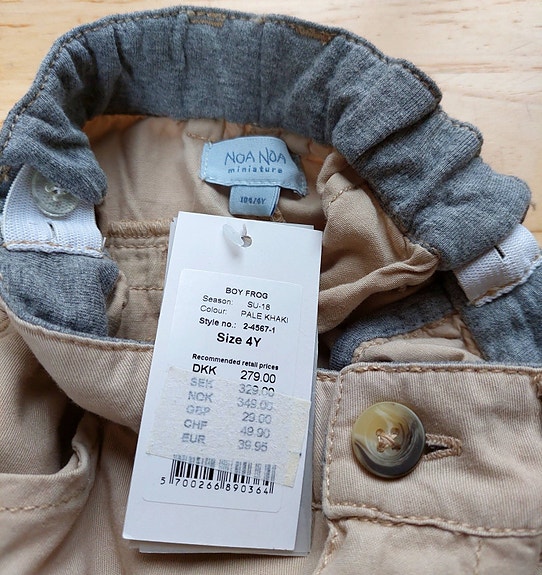 NOA NOA
miniature
104/4Y
BOY FROG
Season: SU-18
Colour: PALE KHAKI
Style no.: 2-4567-1
Size 4Y
Recommended retail prices
DKK 279.00
SEK 329.00
NOK 349.00
GBP 29.00
CHF 49.90
EUR 39.95
5 700266 890364